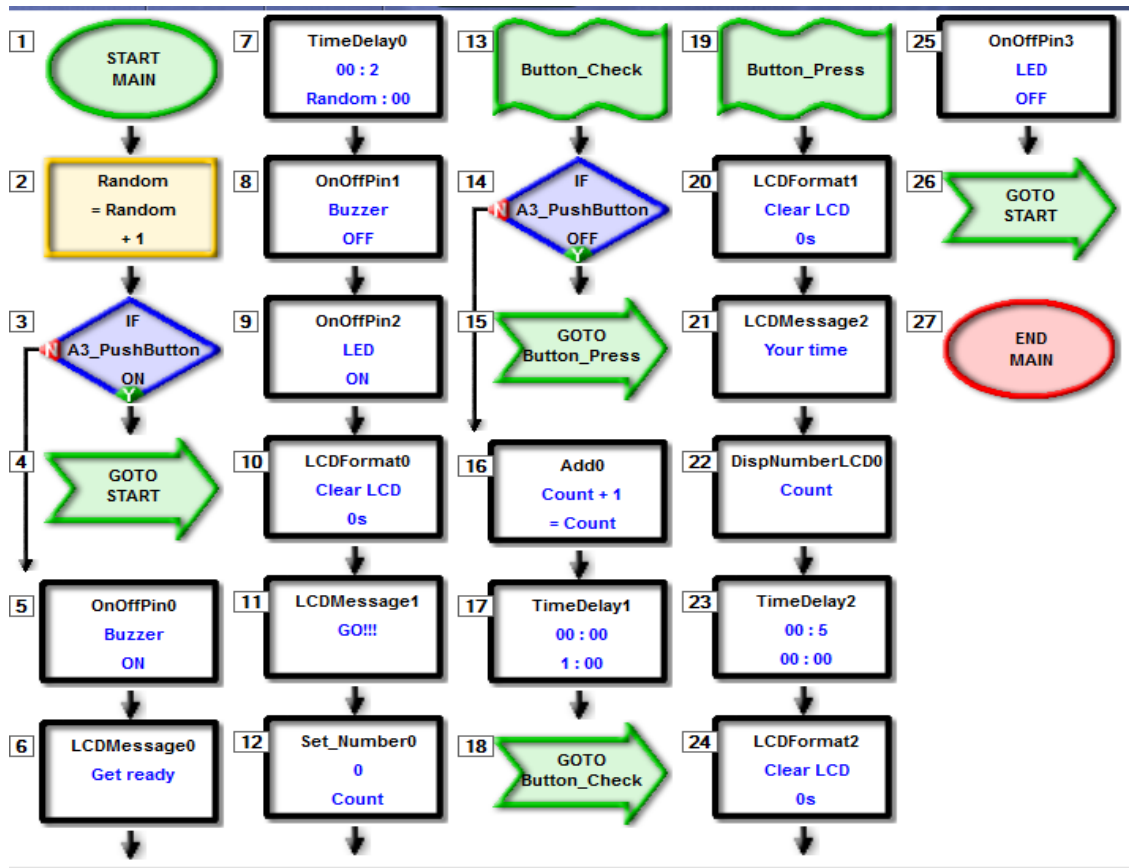 1
START
MAIN
2
Random
= Random
+ 1
3
IF
A3_PushButton
N
ON
Y
4
GOTO
START
5
OnOffPin0
Buzzer
ON
6
LCDMessage0
Get ready
7
TimeDelay0
00 : 2
Random : 00
8
OnOffPin1
Buzzer
OFF
9
OnOffPin2
LED
ON
10
LCDFormat0
Clear LCD
0s
11
LCDMessage1
GO!!!
12
Set_Number0
0
Count
13
Button_Check
14
IF
A3_PushButton
N
OFF
Y
15
GOTO
Button_Press
16
Add0
Count + 1
= Count
17
TimeDelay1
00 : 00
1 : 00
18
GOTO
Button_Check
19
Button_Press
20
LCDFormat1
Clear LCD
0s
21
LCDMessage2
Your time
22
DispNumberLCD0
Count
23
TimeDelay2
00 : 5
00 : 00
24
LCDFormat2
Clear LCD
0s
25
OnOffPin3
LED
OFF
26
GOTO
START
27
END
MAIN